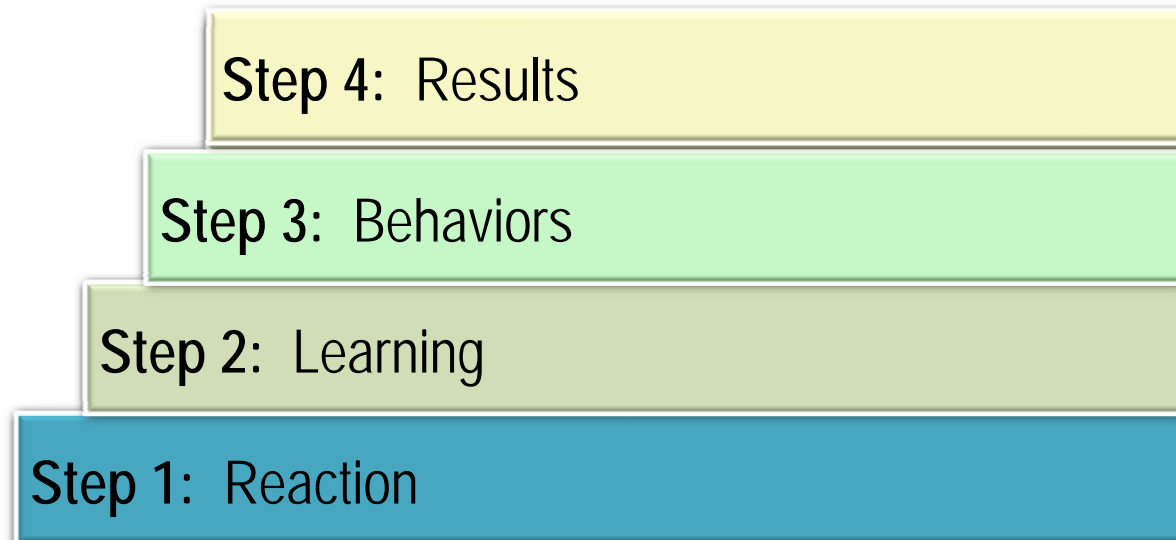 Step 4: Results
Step 3: Behaviors
Step 2: Learning
Step 1: Reaction